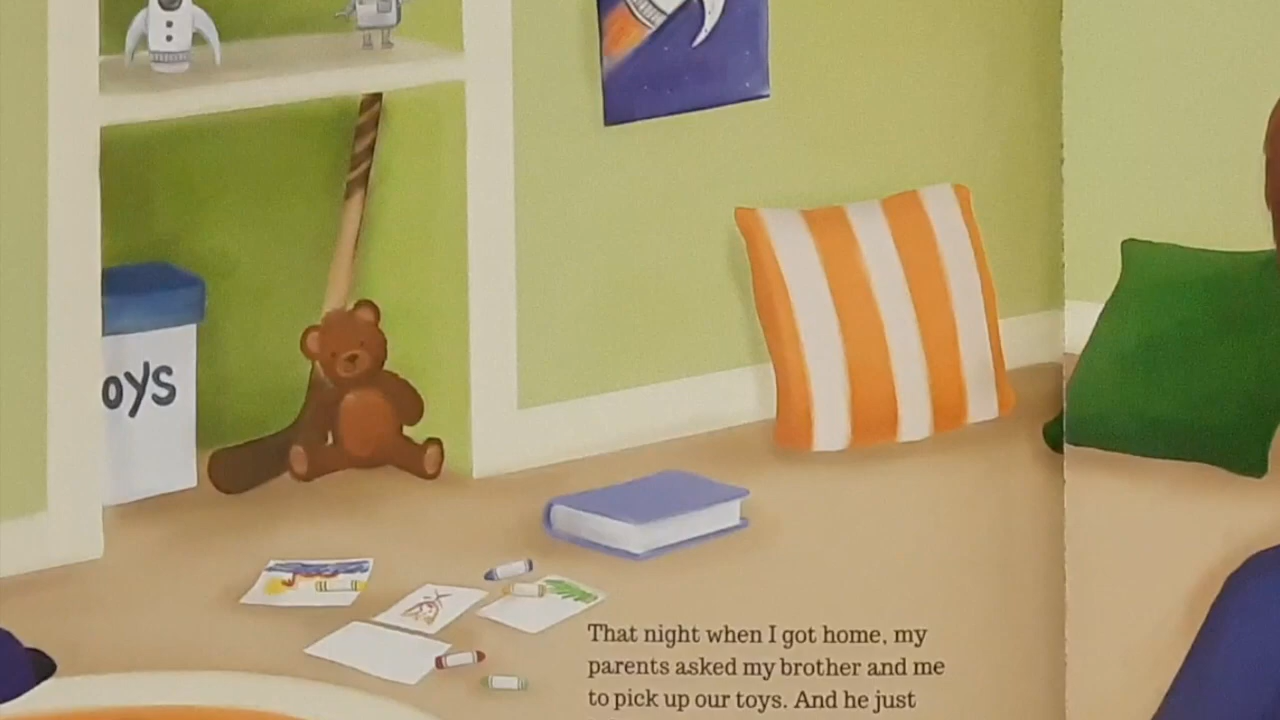 oys
That night when I got home, my
parents asked my brother and me
to pick up our toys. And he just